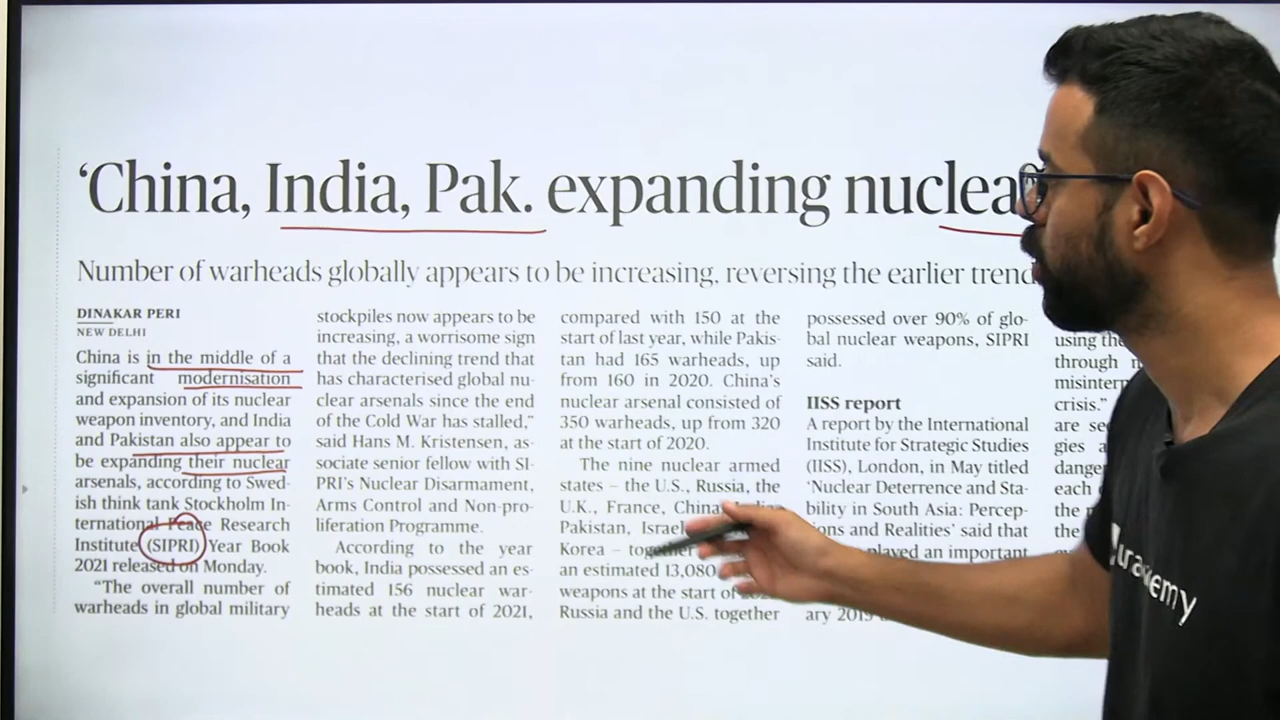 ‘China, India, Pak. expanding nuclea
Number of warheads globally appears to be increasing, reversing the earlier trend
DINAKAR PERI
NEW DELHI
China is in the middle of a
significant modernisation
and expansion of its nuclear
weapon inventory, and India
and Pakistan also appear to
be expanding their nuclear
arsenals, according to Swed-
ish think tank Stockholm In-
ternational Peace Research
Institute (SIPRI) Year Book
2021 released on Monday.
“The overall number of
warheads in global military
stockpiles now appears to be
increasing, a worrisome sign
that the declining trend that
has characterised global nu-
clear arsenals since the end
of the Cold War has stalled,”
said Hans M. Kristensen, as-
sociate senior fellow with SI-
PRI’s Nuclear Disarmament,
Arms Control and Non-pro-
liferation Programme.
According to the year
book, India possessed an es-
timated 156 nuclear war-
heads at the start of 2021,
compared with 150 at the
start of last year, while Pakis-
tan had 165 warheads, up
from 160 in 2020. China’s
nuclear arsenal consisted of
350 warheads, up from 320
at the start of 2020.
The nine nuclear armed
states – the U.S., Russia, the
U.K., France, China, India,
Pakistan, Israel
Korea – together
an estimated 13,080
weapons at the start of
Russia and the U.S. together
possessed over 90% of glo-
bal nuclear weapons, SIPRI
said.
IISS report
A report by the International
Institute for Strategic Studies
(IISS), London, in May titled
‘Nuclear Deterrence and Sta-
bility in South Asia: Percep-
tions and Realities’ said that
played an important
ary 2019
using the
through
misinterp
crisis.”
are se
gies a
danger
each
the
the
uracademy